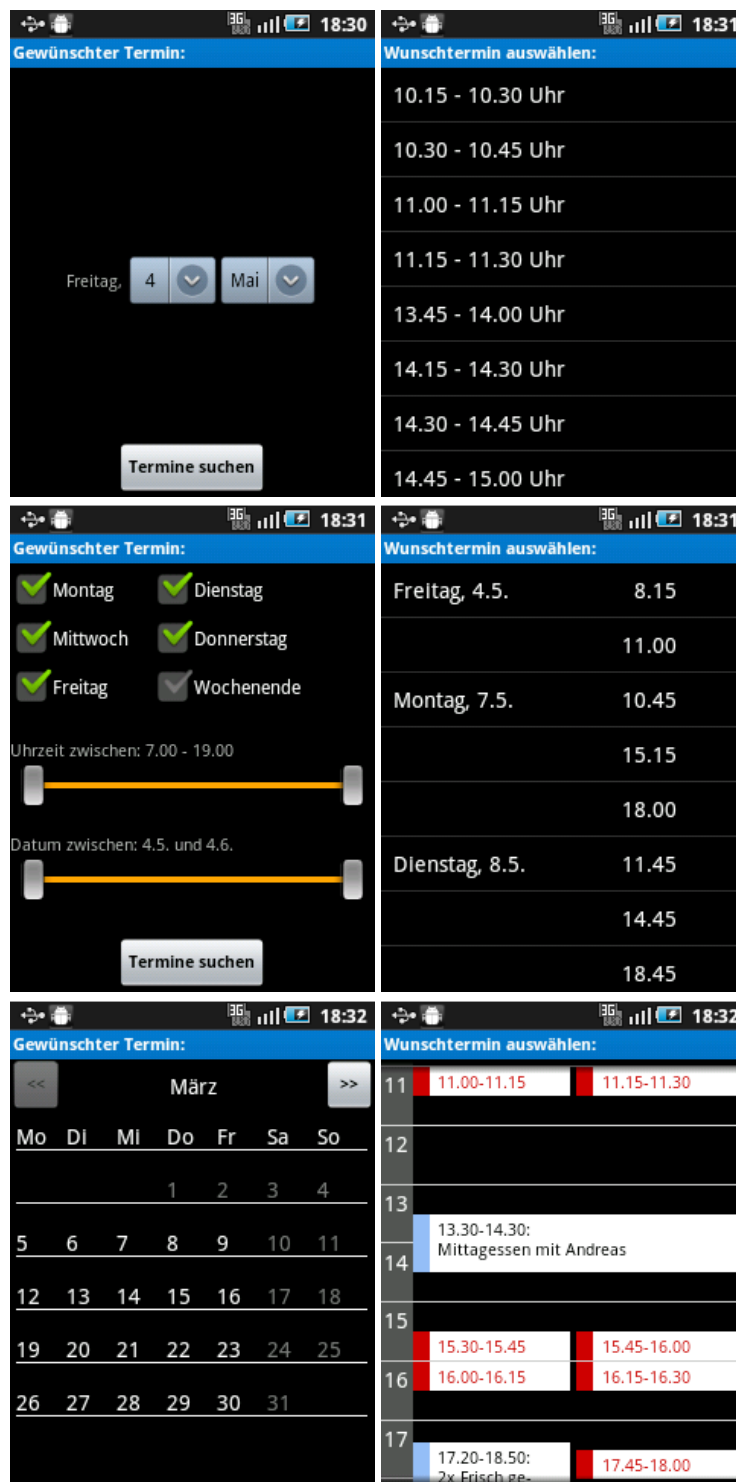 3G 18:30
Gewünschter Termin:
Freitag, 4 Mai
Termine suchen
3G 18:31
Wunschtermin auswählen:
10.15 - 10.30 Uhr
10.30 - 10.45 Uhr
11.00 - 11.15 Uhr
11.15 - 11.30 Uhr
13.45 - 14.00 Uhr
14.15 - 14.30 Uhr
14.30 - 14.45 Uhr
14.45 - 15.00 Uhr
3G 18:31
Gewünschter Termin:
Montag Dienstag
Mittwoch Donnerstag
Freitag Wochenende
Uhrzeit zwischen: 7.00 - 19.00
Datum zwischen: 4.5. und 4.6.
Termine suchen
3G 18:31
Wunschtermin auswählen:
Freitag, 4.5. 8.15
11.00
Montag, 7.5. 10.45
15.15
18.00
Dienstag, 8.5. 11.45
14.45
18.45
3G 18:32
Gewünschter Termin:
<< März >>
Mo Di Mi Do Fr Sa So
1 2 3 4
5 6 7 8 9 10 11
12 13 14 15 16 17 18
19 20 21 22 23 24 25
26 27 28 29 30 31
3G 18:32
Wunschtermin auswählen:
11 11.00-11.15 11.15-11.30
12
13
13.30-14.30:
Mittagessen mit Andreas
14
15
15.30-15.45 15.45-16.00
16 16.00-16.15 16.15-16.30
17
17.20-18.50: 17.45-18.00
2x Frisch ge-